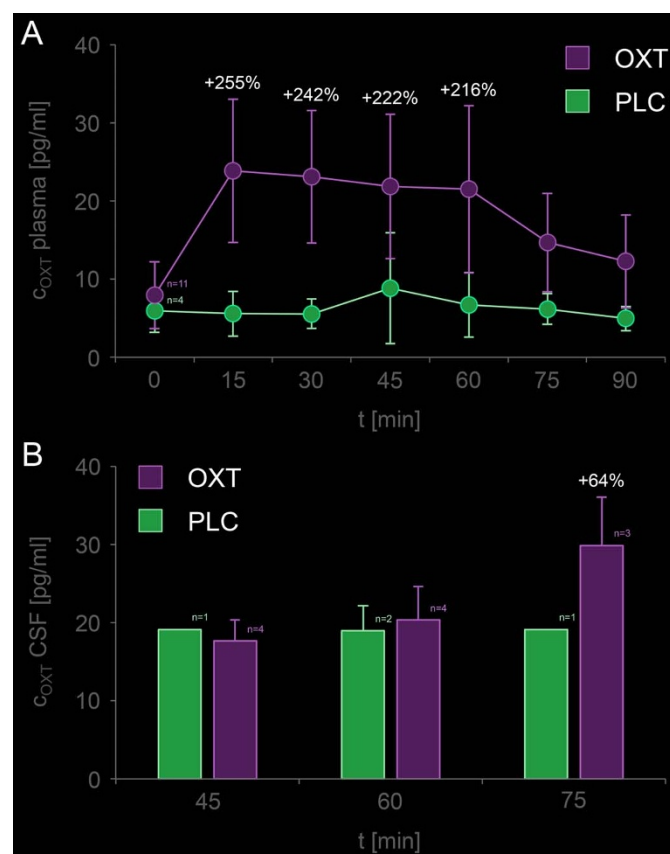 A
40
30
20
10
0
c_OXT plasma [pg/ml]
+255%
+242%
+222%
+216%
OXT
PLC
n=11
n=4
0 15 30 45 60 75 90
t [min]
B
40
30
20
10
0
c_OXT CSF [pg/ml]
OXT
PLC
+64%
n=1
n=4
n=2
n=4
n=1
n=3
45 60 75
t [min]